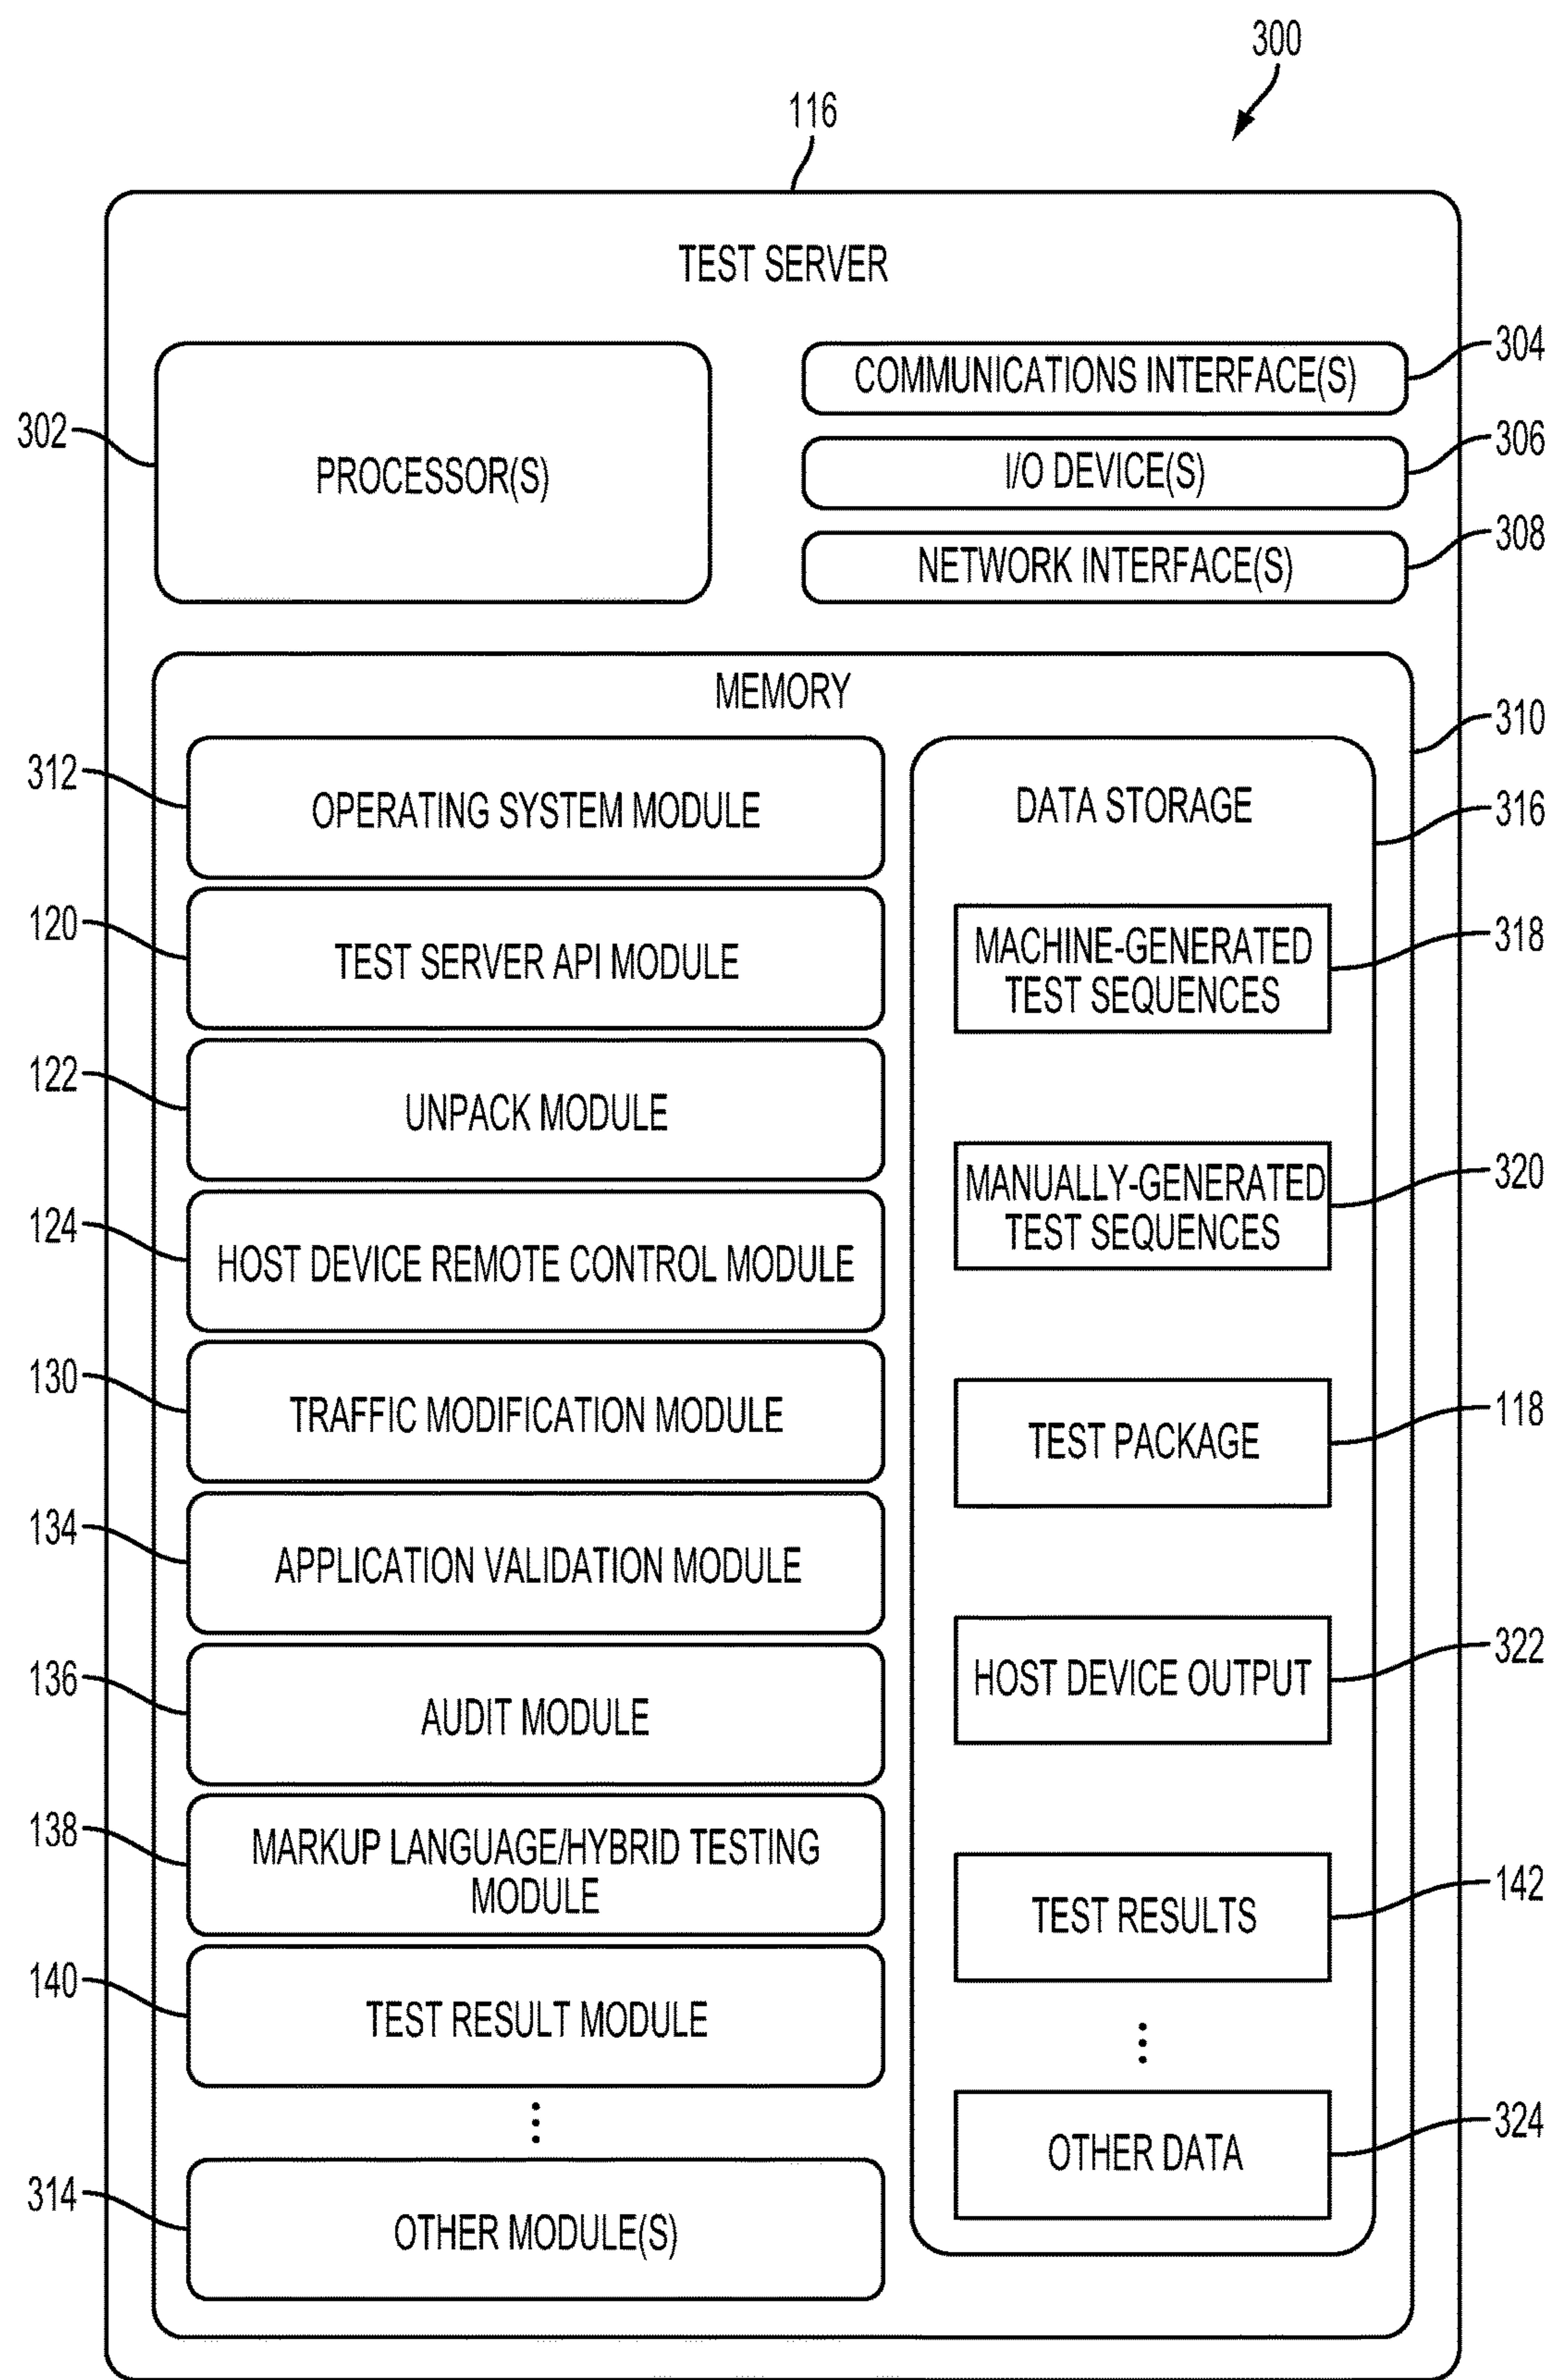 300
116
TEST SERVER
302
PROCESSOR(S)
COMMUNICATIONS INTERFACE(S)
304
I/O DEVICE(S)
306
NETWORK INTERFACE(S)
308
MEMORY
310
312
OPERATING SYSTEM MODULE
120
TEST SERVER API MODULE
122
UNPACK MODULE
124
HOST DEVICE REMOTE CONTROL MODULE
130
TRAFFIC MODIFICATION MODULE
134
APPLICATION VALIDATION MODULE
136
AUDIT MODULE
138
MARKUP LANGUAGE/HYBRID TESTING
MODULE
140
TEST RESULT MODULE
314
OTHER MODULE(S)
DATA STORAGE
316
MACHINE-GENERATED
TEST SEQUENCES
318
MANUALLY-GENERATED
TEST SEQUENCES
320
TEST PACKAGE
118
HOST DEVICE OUTPUT
322
TEST RESULTS
142
OTHER DATA
324